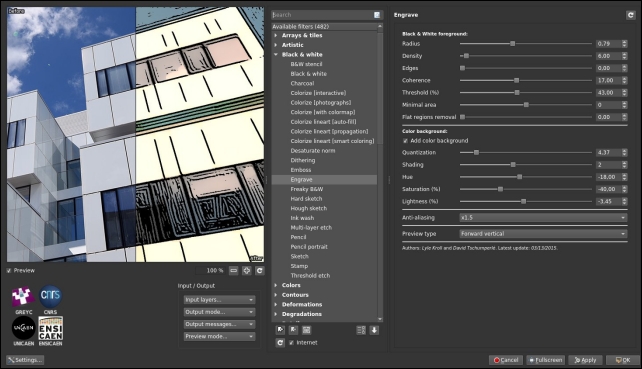 Before
After
Preview
100 %
GREYC
CNRS
UNICAEN
ENSICAEN
cnrs
UNICAEN
ENSI
CAEN
Input / Output
Input layers...
Output mode...
Output messages...
Preview mode...
Settings...
Search
Available filters (482)
Arrays & tiles
Artistic
Black & white
B&W stencil
Black & white
Charcoal
Colorize [interactive]
Colorize [photographs]
Colorize [with colormap]
Colorize lineart [auto-fill]
Colorize lineart [propagation]
Colorize lineart [smart coloring]
Desaturate norm
Dithering
Emboss
Engrave
Freaky B&W
Hard sketch
Hough sketch
Ink wash
Multi-layer etch
Pencil
Pencil portrait
Sketch
Stamp
Threshold etch
Colors
Contours
Deformations
Degradations
Internet
Engrave
Black & White foreground:
Radius 0,79
Density 6,00
Edges 0,00
Coherence 17,00
Threshold (%) 43,00
Minimal area 0
Flat regions removal 0,00
Color background:
Add color background
Quantization 4,37
Shading 2
Hue -18,00
Saturation (%) -40,00
Lightness (%) -3,45
Anti-aliasing x1.5
Preview type Forward vertical
Authors: Lyle Kroll and David Tschumperlé. Latest update: 03/13/2015.
Cancel
Fullscreen
Apply
OK